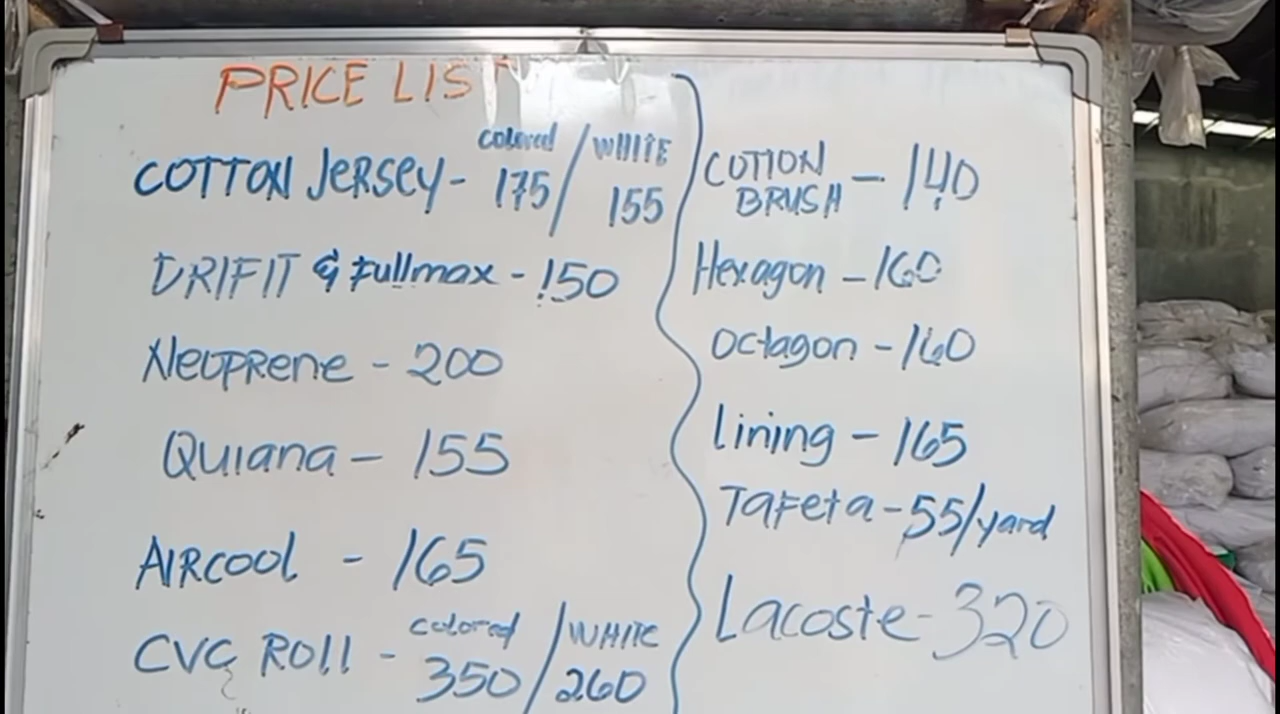 PRICE LIST
COTTON JERSEY - colored 175 / WHITE 155
DRIFIT & Fullmax - 150
Neoprene - 200
Quiana - 155
AIRCOOL - 165
CVC ROLL - colored 350 / WHITE 260
COTTON BRUSH - 140
Hexagon - 160
Octagon - 160
Lining - 165
Tafeta - 55/yard
Lacoste - 320